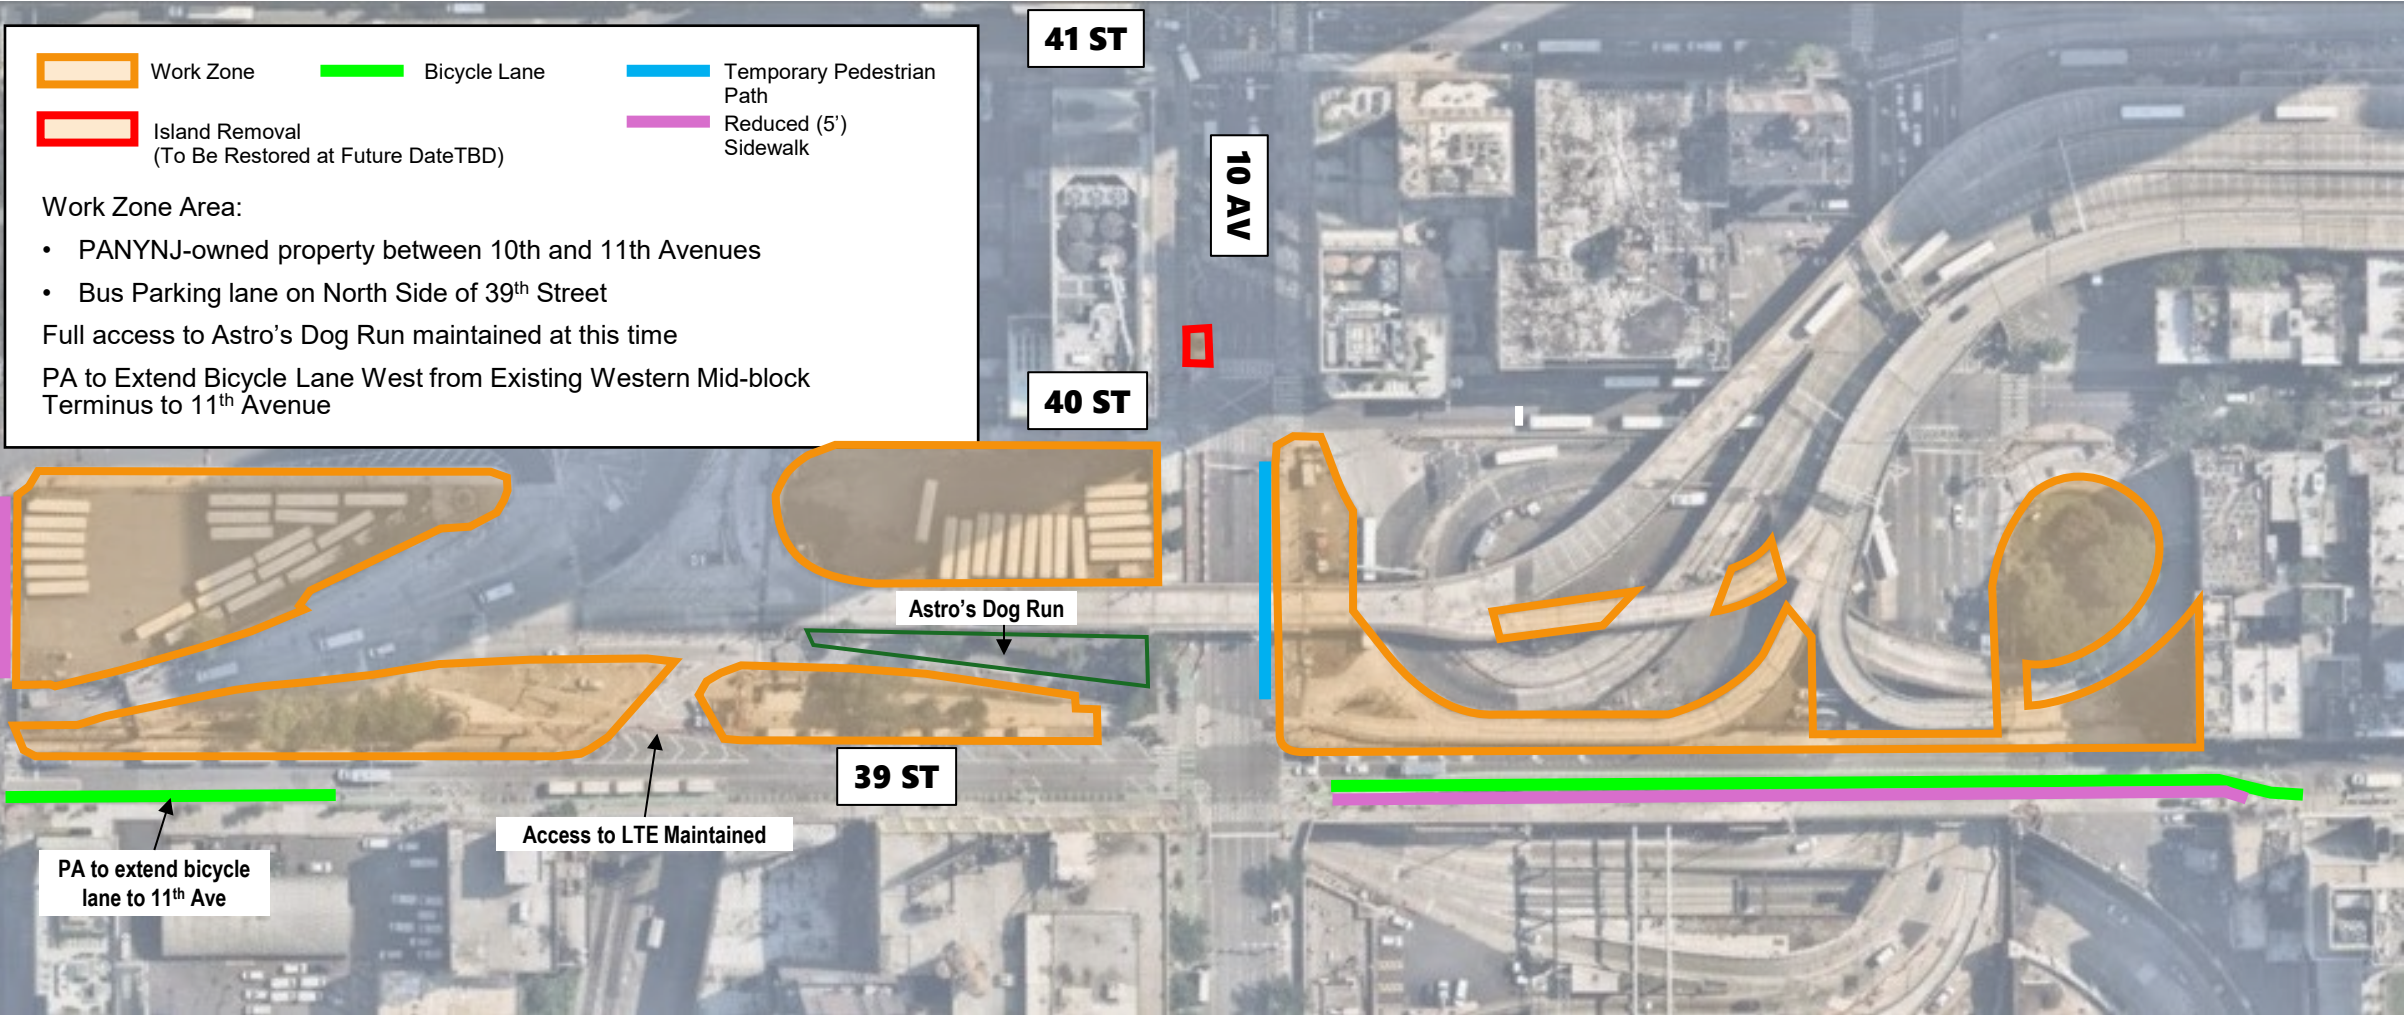 Work Zone
Bicycle Lane
Temporary Pedestrian
Path
Island Removal
(To Be Restored at Future DateTBD)
Reduced (5’)
Sidewalk
Work Zone Area:
• PANYNJ-owned property between 10th and 11th Avenues
• Bus Parking lane on North Side of 39th Street
Full access to Astro’s Dog Run maintained at this time
PA to Extend Bicycle Lane West from Existing Western Mid-block
Terminus to 11th Avenue
41 ST
10 AV
40 ST
Astro’s Dog Run
39 ST
Access to LTE Maintained
PA to extend bicycle
lane to 11th Ave